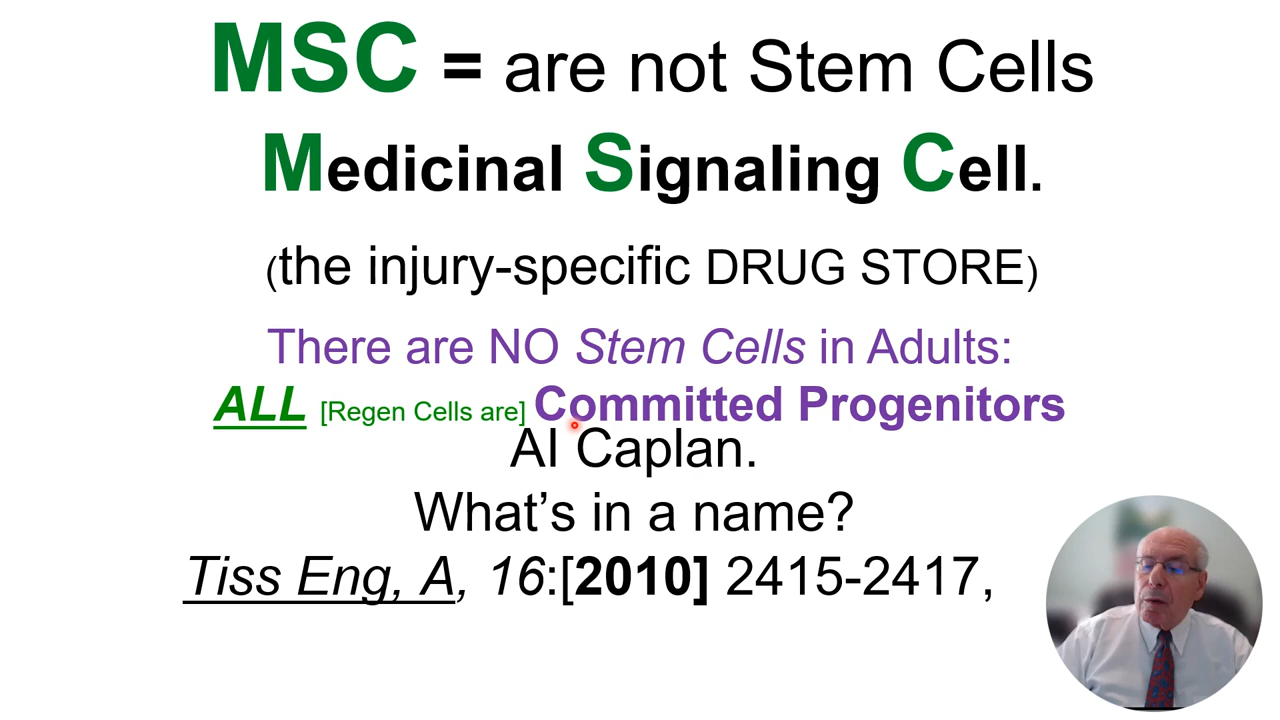 MSC = are not Stem Cells
Medicinal Signaling Cell.
(the injury-specific DRUG STORE)
There are NO Stem Cells in Adults:
ALL [Regen Cells are] Committed Progenitors
AI Caplan.
What’s in a name?
Tiss Eng, A, 16:[2010] 2415-2417,